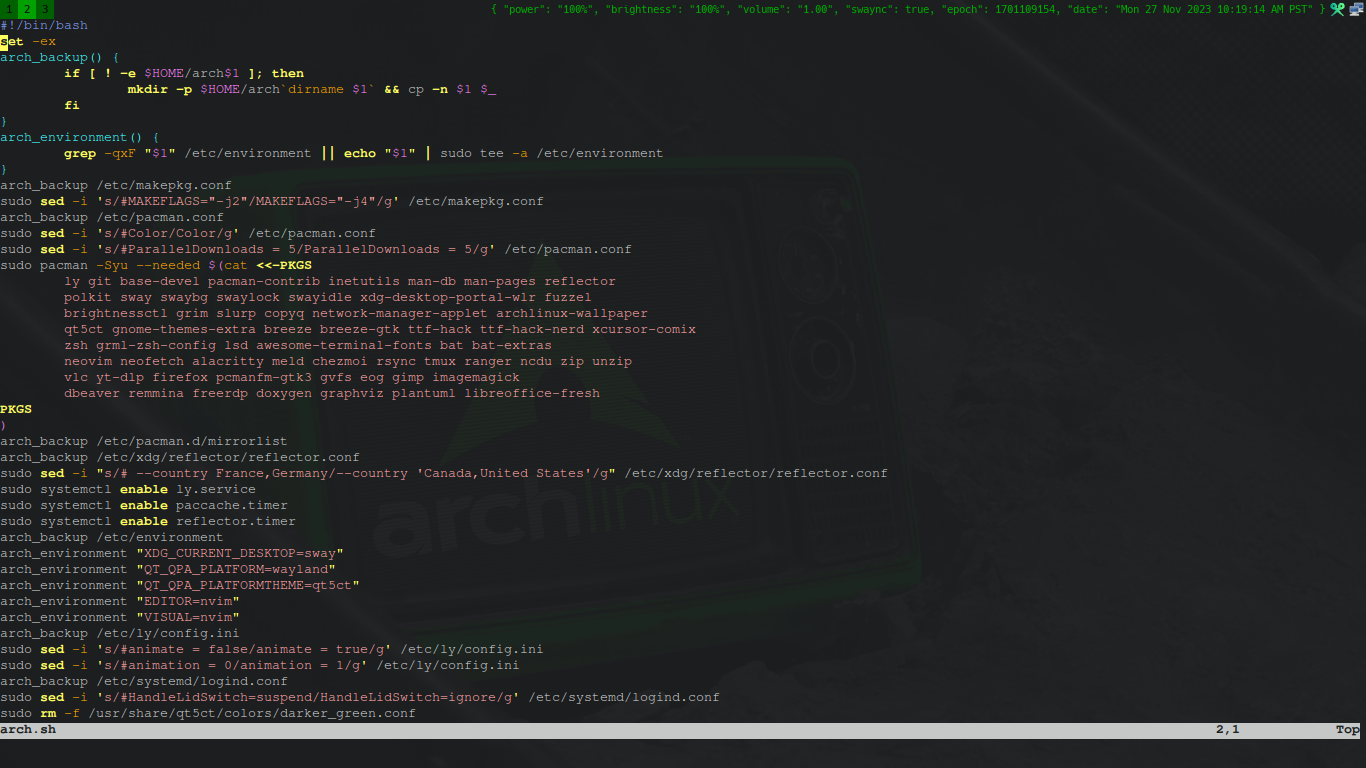 1 2 3 { "power": "100%", "brightness": "100%", "volume": "1.00", "swaync": true, "epoch": 1701109154, "date": "Mon 27 Nov 2023 10:19:14 AM PST" }
#!/bin/bash
set -ex
arch_backup() {
        if [ ! -e $HOME/arch$1 ]; then
                mkdir -p $HOME/arch`dirname $1` && cp -n $1 $_
        fi
}
arch_environment() {
        grep -qxF "$1" /etc/environment || echo "$1" | sudo tee -a /etc/environment
}
arch_backup /etc/makepkg.conf
sudo sed -i 's/#MAKEFLAGS="-j2"/MAKEFLAGS="-j4"/g' /etc/makepkg.conf
arch_backup /etc/pacman.conf
sudo sed -i 's/#Color/Color/g' /etc/pacman.conf
sudo sed -i 's/#ParallelDownloads = 5/ParallelDownloads = 5/g' /etc/pacman.conf
sudo pacman -Syu --needed $(cat <<-PKGS
        ly git base-devel pacman-contrib inetutils man-db man-pages reflector
        polkit sway swaybg swaylock swayidle xdg-desktop-portal-wlr fuzzel
        brightnessctl grim slurp copyq network-manager-applet archlinux-wallpaper
        qt5ct gnome-themes-extra breeze breeze-gtk ttf-hack ttf-hack-nerd xcursor-comix
        zsh grml-zsh-config lsd awesome-terminal-fonts bat bat-extras
        neovim neofetch alacritty meld chezmoi rsync tmux ranger ncdu zip unzip
        vlc yt-dlp firefox pcmanfm-gtk3 gvfs eog gimp imagemagick
        dbeaver remmina freerdp doxygen graphviz plantuml libreoffice-fresh
PKGS
)
arch_backup /etc/pacman.d/mirrorlist
arch_backup /etc/xdg/reflector/reflector.conf
sudo sed -i "s/# --country France,Germany/--country 'Canada,United States'/g" /etc/xdg/reflector/reflector.conf
sudo systemctl enable ly.service
sudo systemctl enable paccache.timer
sudo systemctl enable reflector.timer
arch_backup /etc/environment
arch_environment "XDG_CURRENT_DESKTOP=sway"
arch_environment "QT_QPA_PLATFORM=wayland"
arch_environment "QT_QPA_PLATFORMTHEME=qt5ct"
arch_environment "EDITOR=nvim"
arch_environment "VISUAL=nvim"
arch_backup /etc/ly/config.ini
sudo sed -i 's/#animate = false/animate = true/g' /etc/ly/config.ini
sudo sed -i 's/#animation = 0/animation = 1/g' /etc/ly/config.ini
arch_backup /etc/systemd/logind.conf
sudo sed -i 's/#HandleLidSwitch=suspend/HandleLidSwitch=ignore/g' /etc/systemd/logind.conf
sudo rm -f /usr/share/qt5ct/colors/darker_green.conf
arch.sh 2,1 Top
archlinux